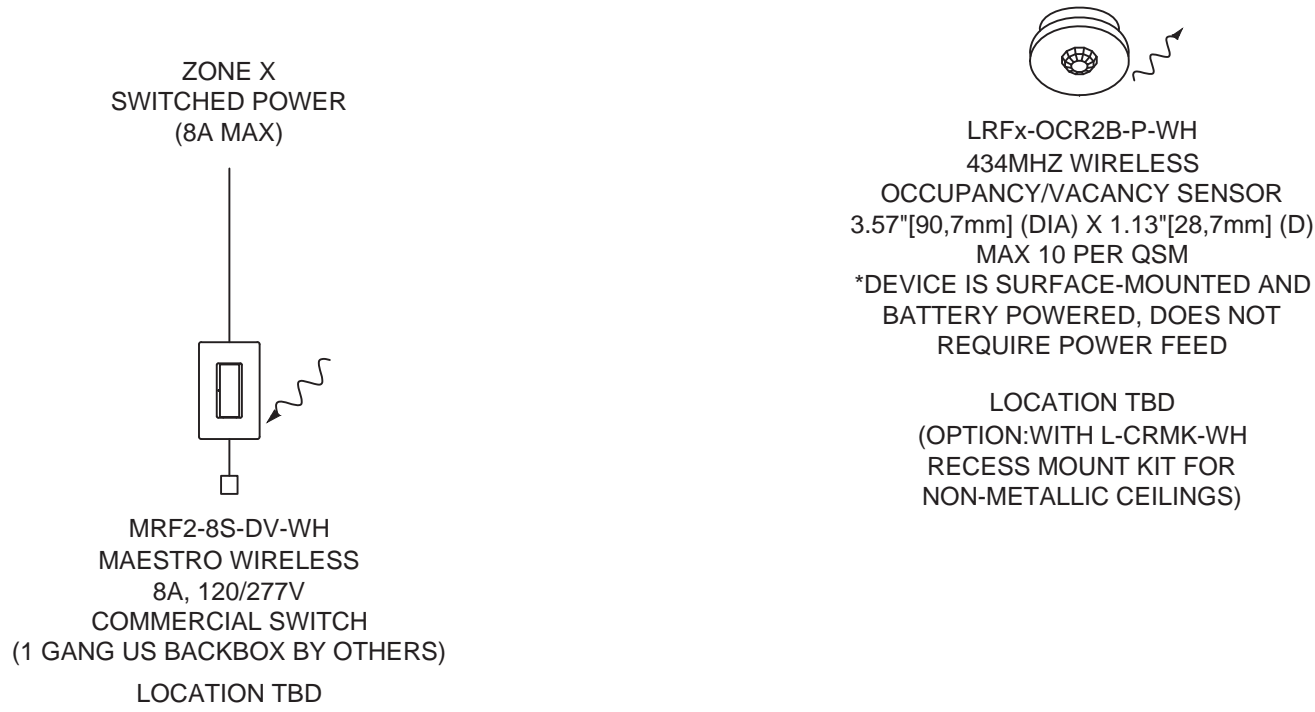 ZONE X
SWITCHED POWER
(8A MAX)
MRF2-8S-DV-WH
MAESTRO WIRELESS
8A, 120/277V
COMMERCIAL SWITCH
(1 GANG US BACKBOX BY OTHERS)
LOCATION TBD
LRFx-OCR2B-P-WH
434MHZ WIRELESS
OCCUPANCY/VACANCY SENSOR
3.57"[90,7mm] (DIA) X 1.13"[28,7mm] (D)
MAX 10 PER QSM
*DEVICE IS SURFACE-MOUNTED AND
BATTERY POWERED, DOES NOT
REQUIRE POWER FEED
LOCATION TBD
(OPTION:WITH L-CRMK-WH
RECESS MOUNT KIT FOR
NON-METALLIC CEILINGS)